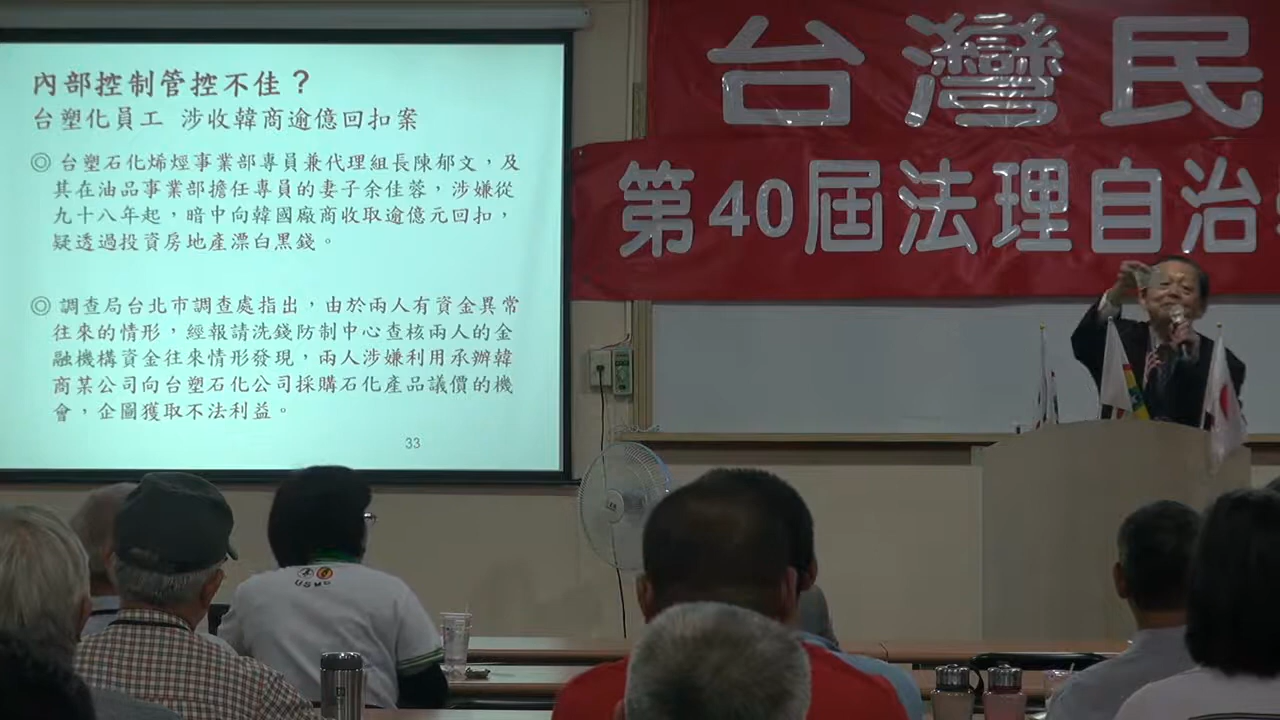 內部控制管控不佳？
台塑化員工 涉收韓商逾億回扣案
◎ 台塑石化烯烴事業部專員兼代理組長陳郁文，及
其在油品事業部擔任專員的妻子余佳蓉，涉嫌從
九十八年起，暗中向韓國廠商收取逾億元回扣，
疑透過投資房地產漂白黑錢。
◎ 調查局台北市調查處指出，由於兩人有資金異常
往來的情形，經報請洗錢防制中心查核兩人的金
融機構資金往來情形發現，兩人涉嫌利用承辦韓
商某公司向台塑石化公司採購石化產品議價的機
會，企圖獲取不法利益。
33
台灣民
第40屆法理自治
USMG